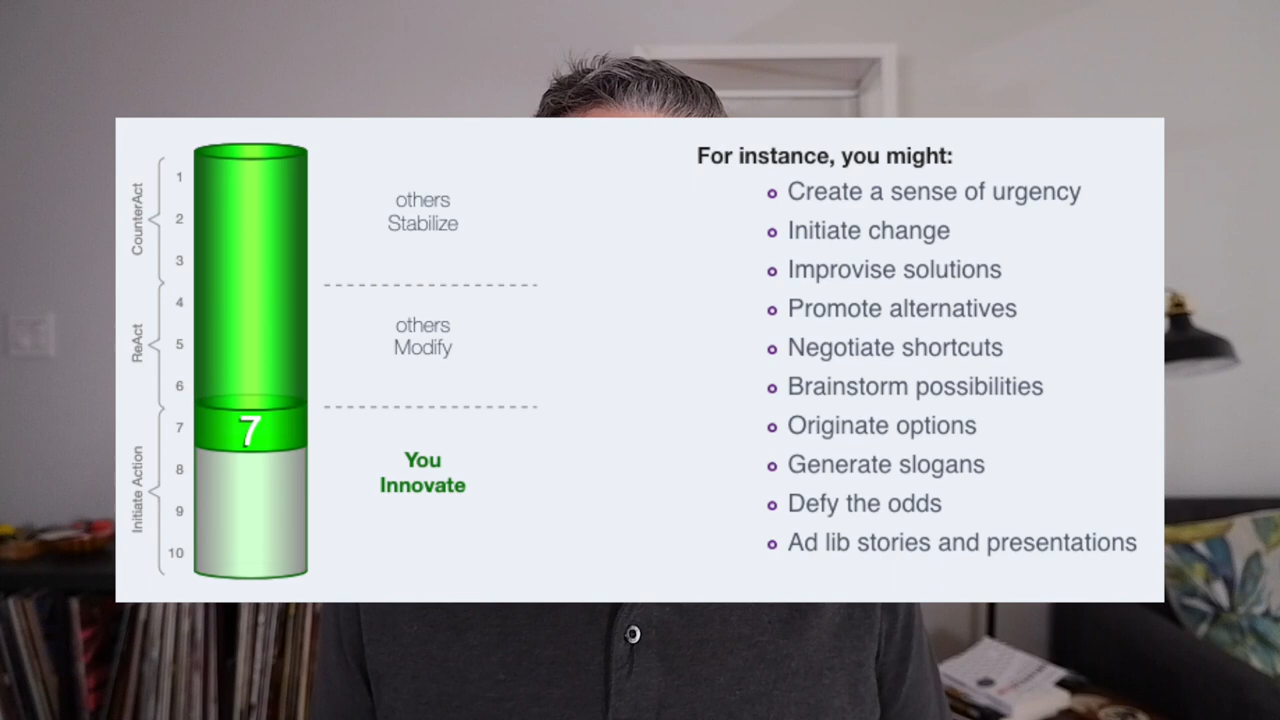 CounterAct
ReAct
Initiate Action
1
2
3
4
5
6
7
8
9
10
7
others
Stabilize
others
Modify
You
Innovate
For instance, you might:
Create a sense of urgency
Initiate change
Improvise solutions
Promote alternatives
Negotiate shortcuts
Brainstorm possibilities
Originate options
Generate slogans
Defy the odds
Ad lib stories and presentations